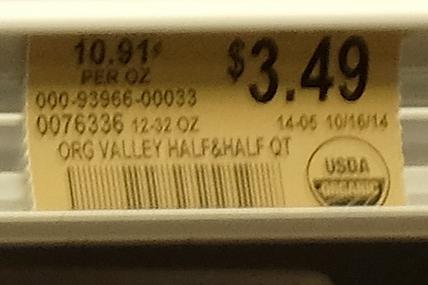 10.91¢
PER OZ
$3.49
000-93966-00033
0076336 12-32 OZ
14-05 10/16/14
ORG VALLEY HALF&HALF QT
USDA
ORGANIC